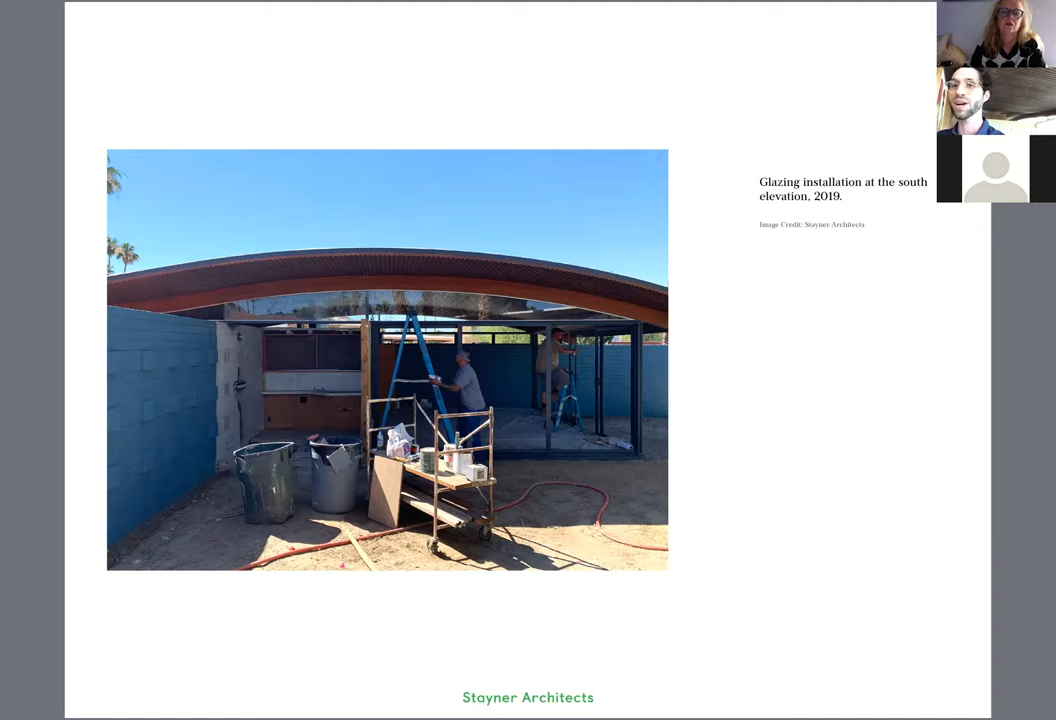 Glazing installation at the south
elevation, 2019.
Image Credit: Stayner Architects
Stayner Architects